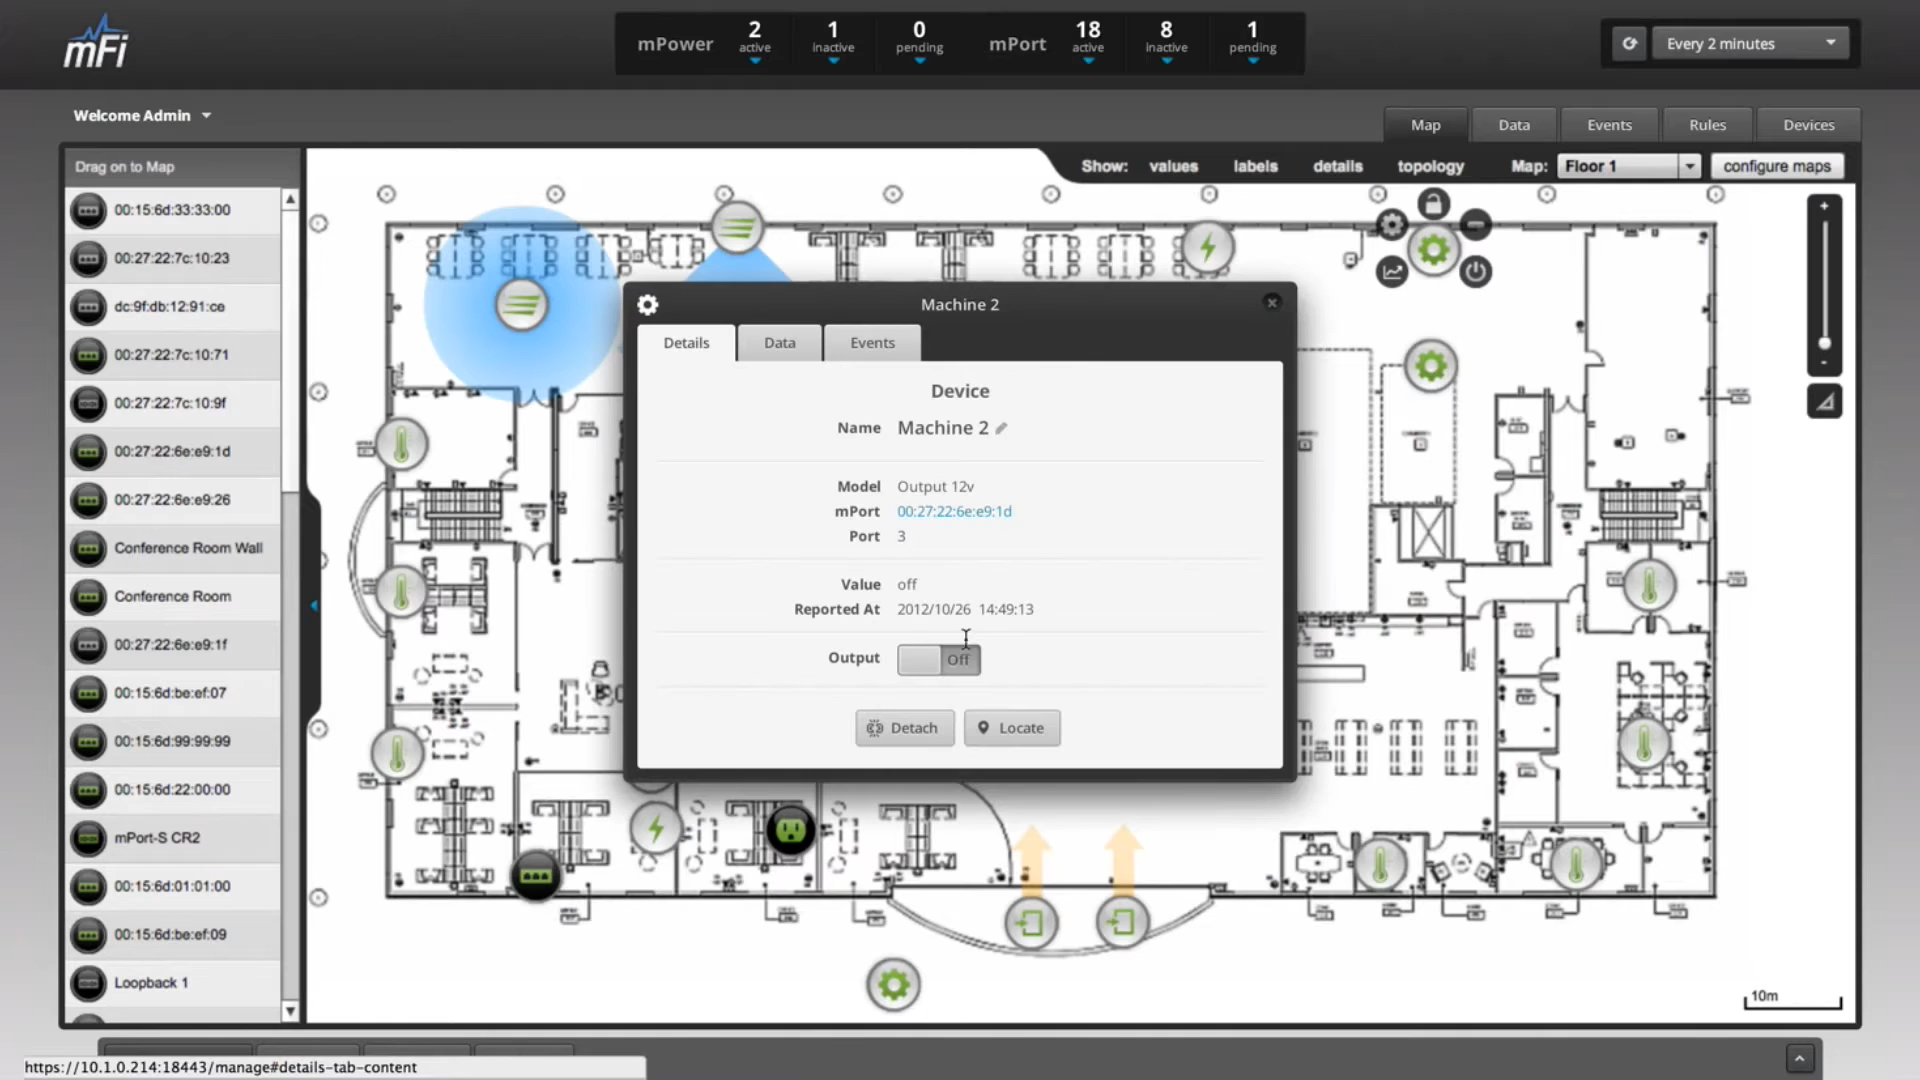 mFi
mPower
2
active
1
inactive
0
pending
mPort
18
active
8
inactive
1
pending
Every 2 minutes
Welcome Admin
Map
Data
Events
Rules
Devices
Drag on to Map
Show:
values
labels
details
topology
Map:
Floor 1
configure maps
00:15:6d:33:33:00
00:27:22:7c:10:23
dc:9f:db:12:91:ce
00:27:22:7c:10:71
00:27:22:7c:10:9f
00:27:22:6e:e9:1d
00:27:22:6e:e9:26
Conference Room Wall
Conference Room
00:27:22:6e:e9:1f
00:15:6d:be:ef:07
00:15:6d:99:99:99
00:15:6d:22:00:00
mPort-S CR2
00:15:6d:01:01:00
00:15:6d:be:ef:09
Loopback 1
Machine 2
Details
Data
Events
Device
Name Machine 2
Model Output 12v
mPort 00:27:22:6e:e9:1d
Port 3
Value off
Reported At 2012/10/26 14:49:13
Output Off
Detach
Locate
+
-
10m
https://10.1.0.214:18443/manage#details-tab-content